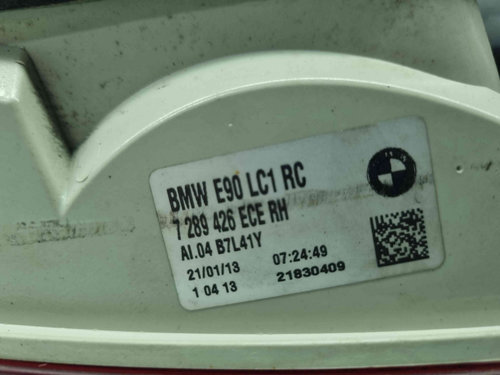 BMW E90 LC1 RC
7 289 426 ECE RH
AI.04 B7L41Y
21/01/13 07:24:49
1 04 13 21830409